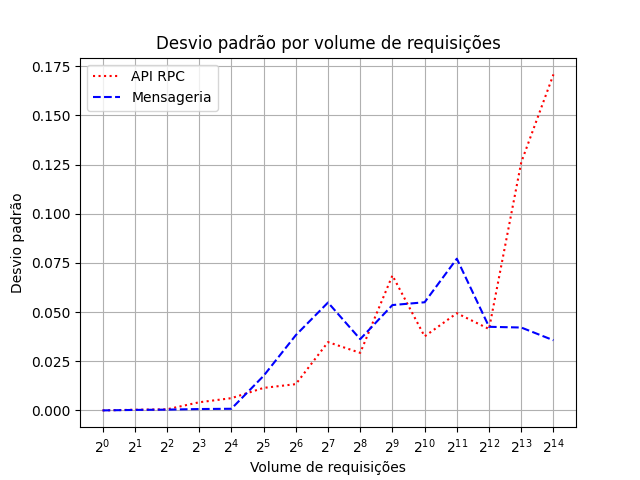 Desvio padrão por volume de requisições
API RPC
Mensageria
Desvio padrão
0.175
0.150
0.125
0.100
0.075
0.050
0.025
0.000
2⁰ 2¹ 2² 2³ 2⁴ 2⁵ 2⁶ 2⁷ 2⁸ 2⁹ 2¹⁰ 2¹¹ 2¹² 2¹³ 2¹⁴
Volume de requisições